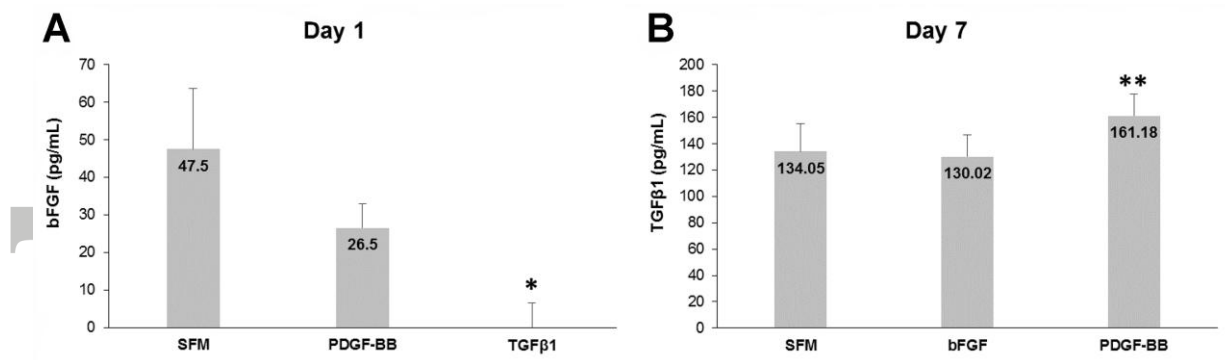 A
Day 1
bFGF (pg/mL)
70
60
50
40
30
20
10
0
47.5
26.5
*
SFM
PDGF-BB
TGFβ1
B
Day 7
TGFβ1 (pg/mL)
200
180
160
140
120
100
80
60
40
20
0
134.05
130.02
**
161.18
SFM
bFGF
PDGF-BB